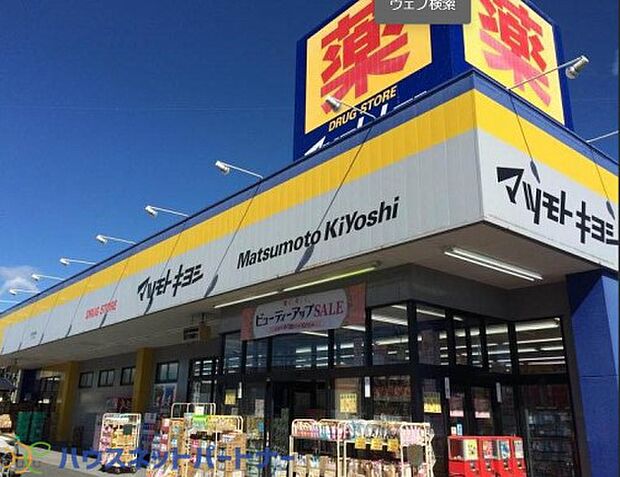 ウェブ検索
薬
薬
DRUG STORE
マツモトキヨシ
Matsumoto KiYoshi
マツモトキヨシ
DRUG STORE
ビューティーアップSALE
ハウスネットパートナー